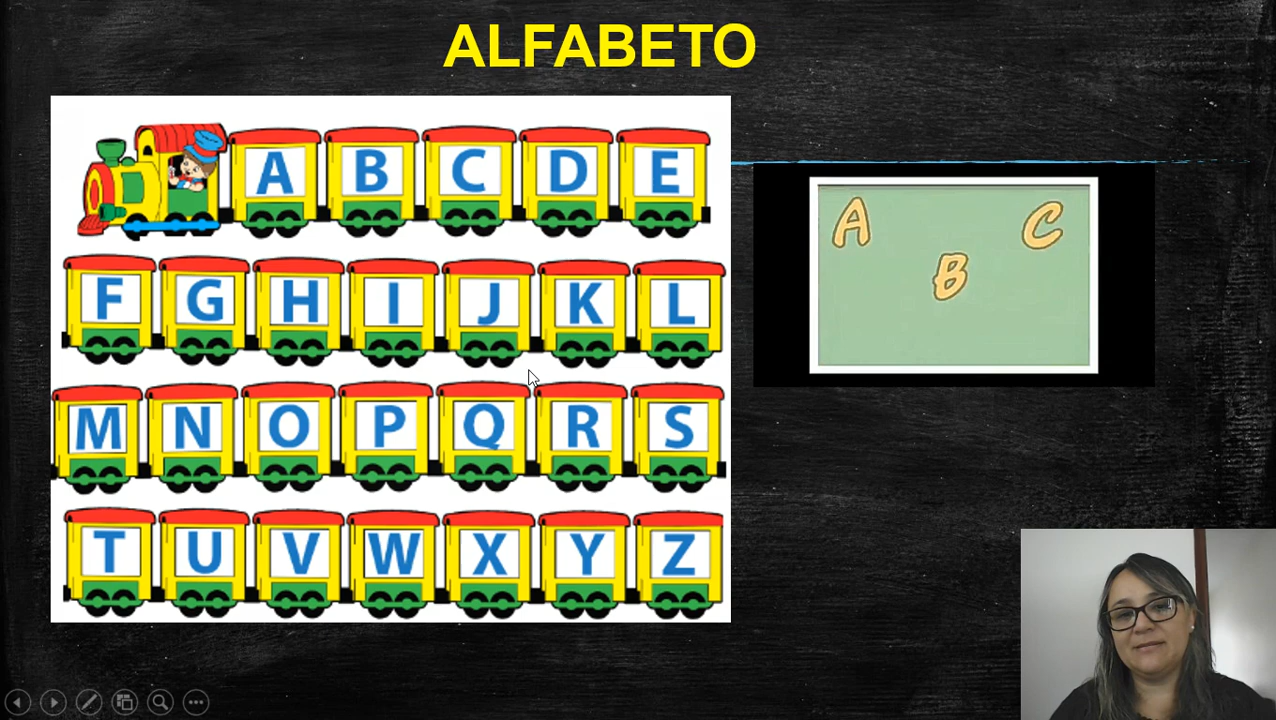 ALFABETO
A B C D E
F G H I J K L
M N O P Q R S
T U V W X Y Z
A C
B